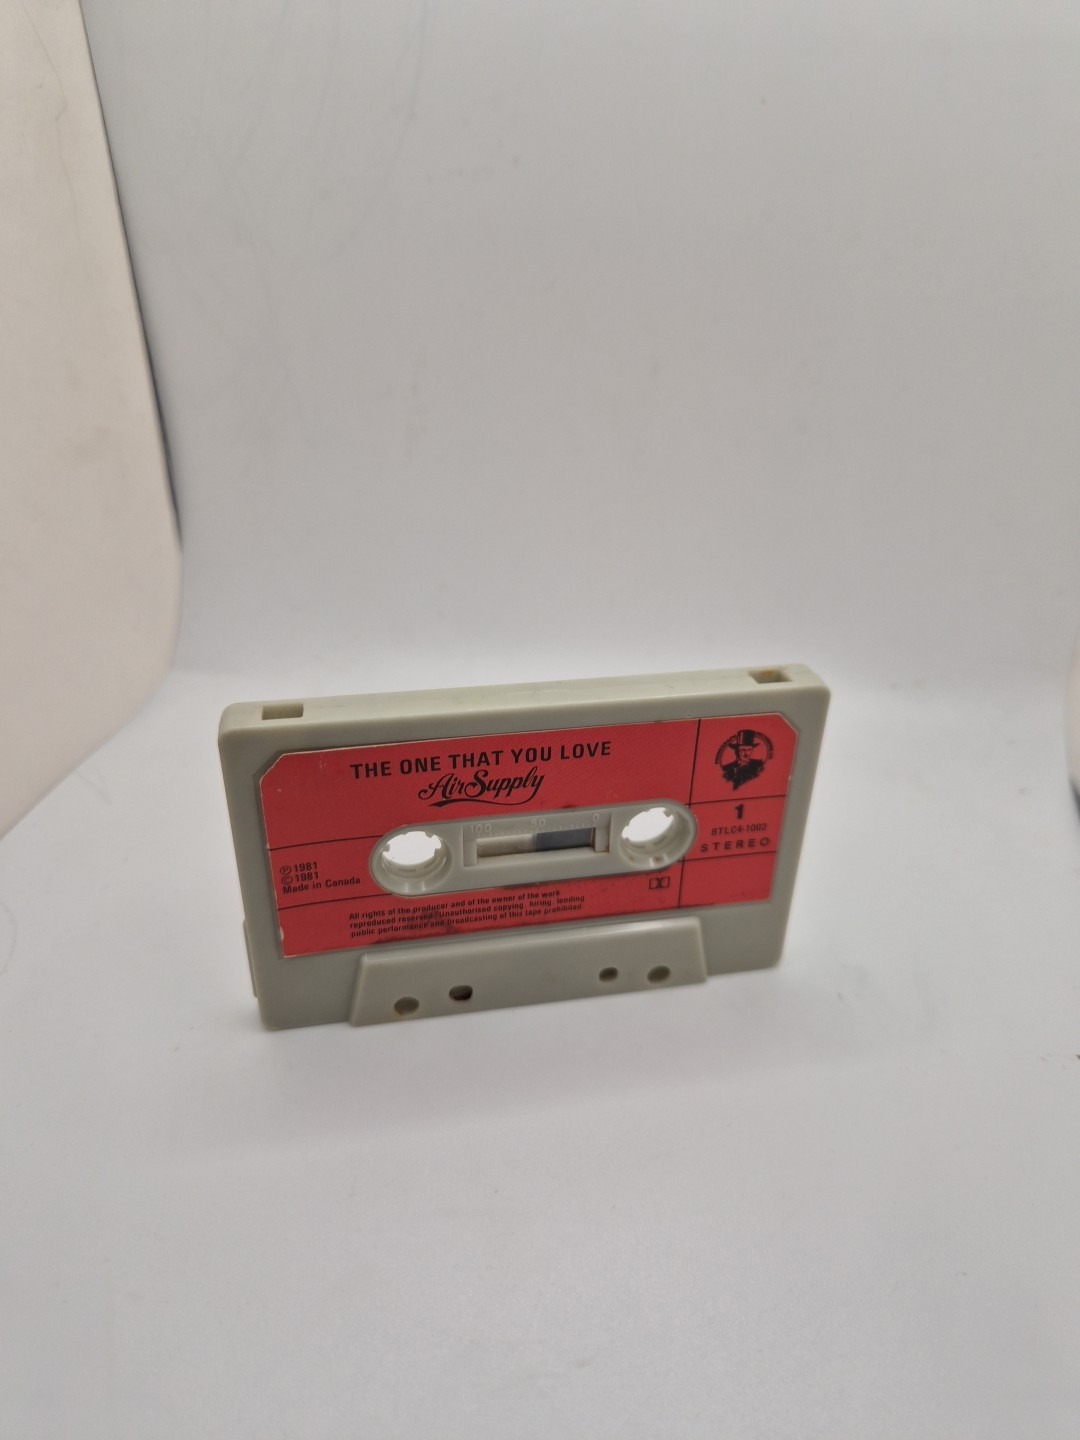 THE ONE THAT YOU LOVE
Air Supply
100 50 0
1
8TLC4-1002
STEREO
℗1981
©1981
Made in Canada
All rights of the producer and of the owner of the work
reproduced reserved. Unauthorised copying, hiring, lending
public performance and broadcasting of this tape prohibited